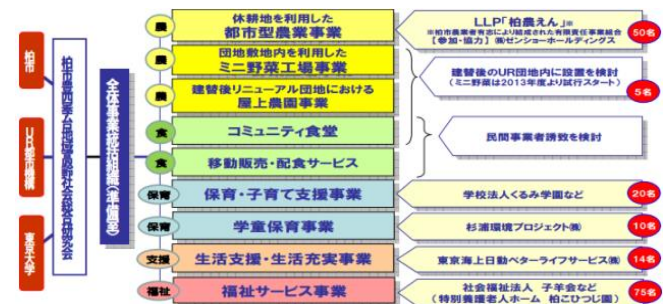 柏市
UR都市機構
東京大学
柏市豊四季台地域高齢社会総合研究会
全体事業統括組織(準備室)
農
休耕地を利用した
都市型農業事業
LLP「柏農えん」※
※柏市農業者有志により結成された有限責任事業組合
【参加・協力】㈱ゼンショーホールディングス
50名
農
団地敷地内を利用した
ミニ野菜工場事業
農
建替後リニューアル団地における
屋上農園事業
建替後のUR団地内に設置を検討
(ミニ野菜は2013年度より試行スタート)
5名
食
コミュニティ食堂
食
移動販売・配食サービス
民間事業者誘致を検討
保育
保育・子育て支援事業
学校法人くるみ学園など
20名
保育
学童保育事業
杉浦環境プロジェクト㈱
10名
支援
生活支援・生活充実事業
東京海上日動ベターライフサービス㈱
14名
福祉
福祉サービス事業
社会福祉法人 子羊会など
(特別養護老人ホーム 柏こひつじ園)
75名